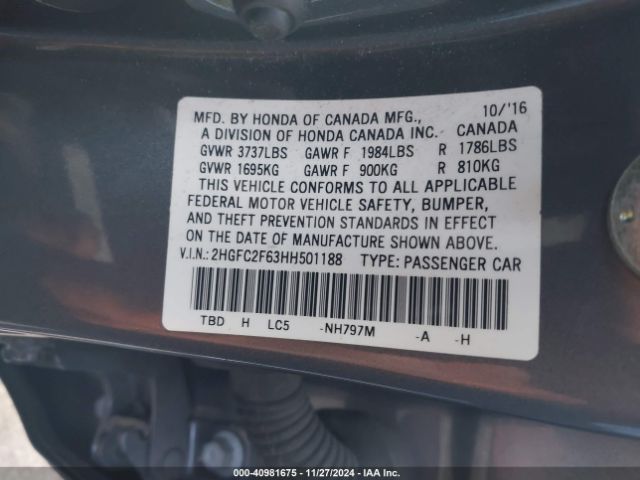 MFD. BY HONDA OF CANADA MFG., 10/'16
A DIVISION OF HONDA CANADA INC. CANADA
GVWR 3737LBS GAWR F 1984LBS R 1786LBS
GVWR 1695KG GAWR F 900KG R 810KG
THIS VEHICLE CONFORMS TO ALL APPLICABLE
FEDERAL MOTOR VEHICLE SAFETY, BUMPER,
AND THEFT PREVENTION STANDARDS IN EFFECT
ON THE DATE OF MANUFACTURE SHOWN ABOVE.
V.I.N.: 2HGFC2F63HH501188 TYPE: PASSENGER CAR
TBD H LC5 -NH797M -A -H
000-40981675 - 11/27/2024 - IAA Inc.